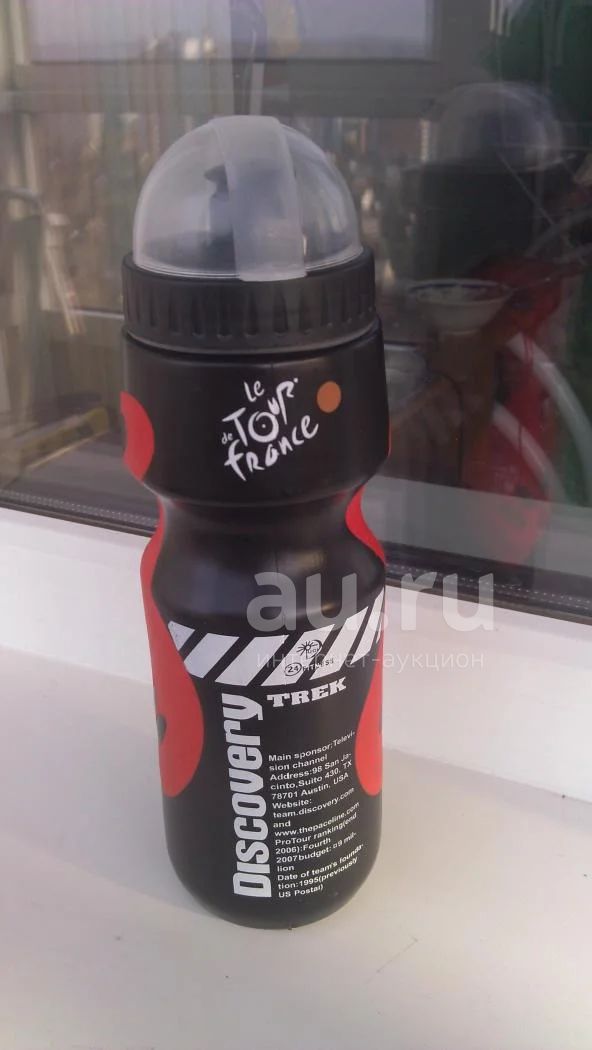 Le
TOUR
de
France
au.ru
интернет-аукцион
24 FITNESS
TREK
Discovery
Main sponsor:Televi-
sion channel
Address:98 San Ja-
cinto,Suito 430, TX
78701 Austin, USA
Website:
team.discovery.com
and
www.thepaceline.com
ProTour ranking(end
2006):Fourth
2007budget: mil-
lion
Date of team's founda-
tion:1995(previously
US Postal)